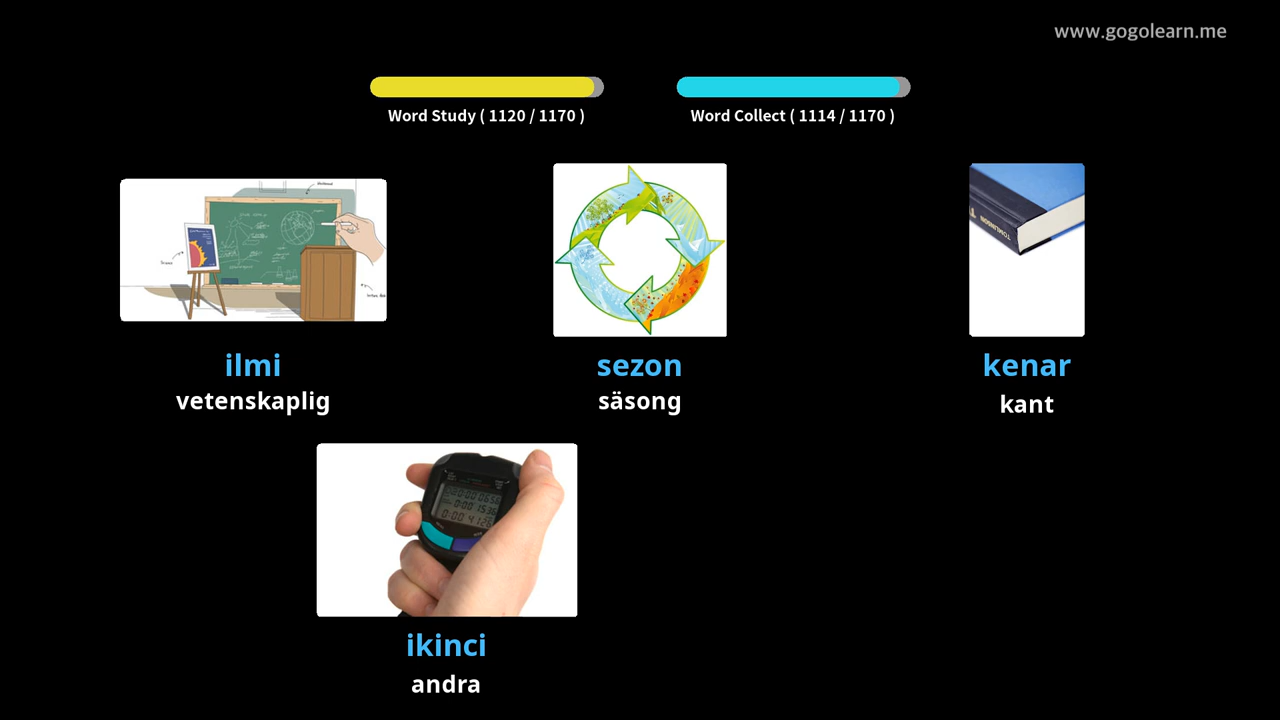 www.gogolearn.me
Word Study ( 1120 / 1170 )
Word Collect ( 1114 / 1170 )
TOMLINSON
ilmi
vetenskaplig
sezon
säsong
kenar
kant
ikinci
andra